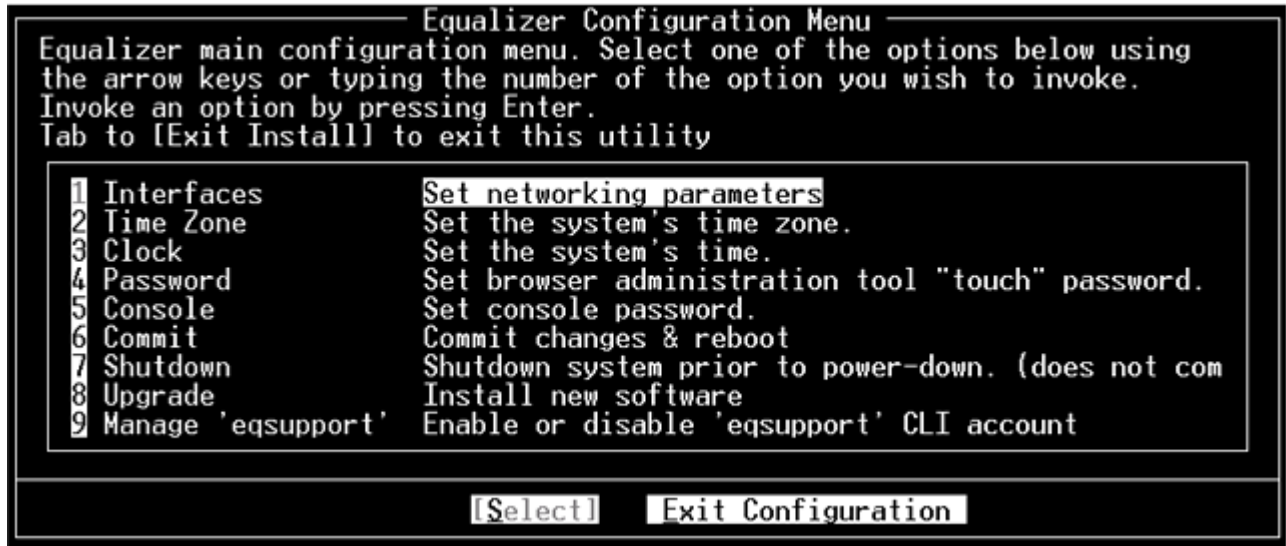 Equalizer Configuration Menu
Equalizer main configuration menu. Select one of the options below using
the arrow keys or typing the number of the option you wish to invoke.
Invoke an option by pressing Enter.
Tab to [Exit Install] to exit this utility
1 Interfaces Set networking parameters
2 Time Zone Set the system's time zone.
3 Clock Set the system's time.
4 Password Set browser administration tool "touch" password.
5 Console Set console password.
6 Commit Commit changes & reboot
7 Shutdown Shutdown system prior to power-down. (does not com
8 Upgrade Install new software
9 Manage 'eqsupport' Enable or disable 'eqsupport' CLI account
[Select] Exit Configuration